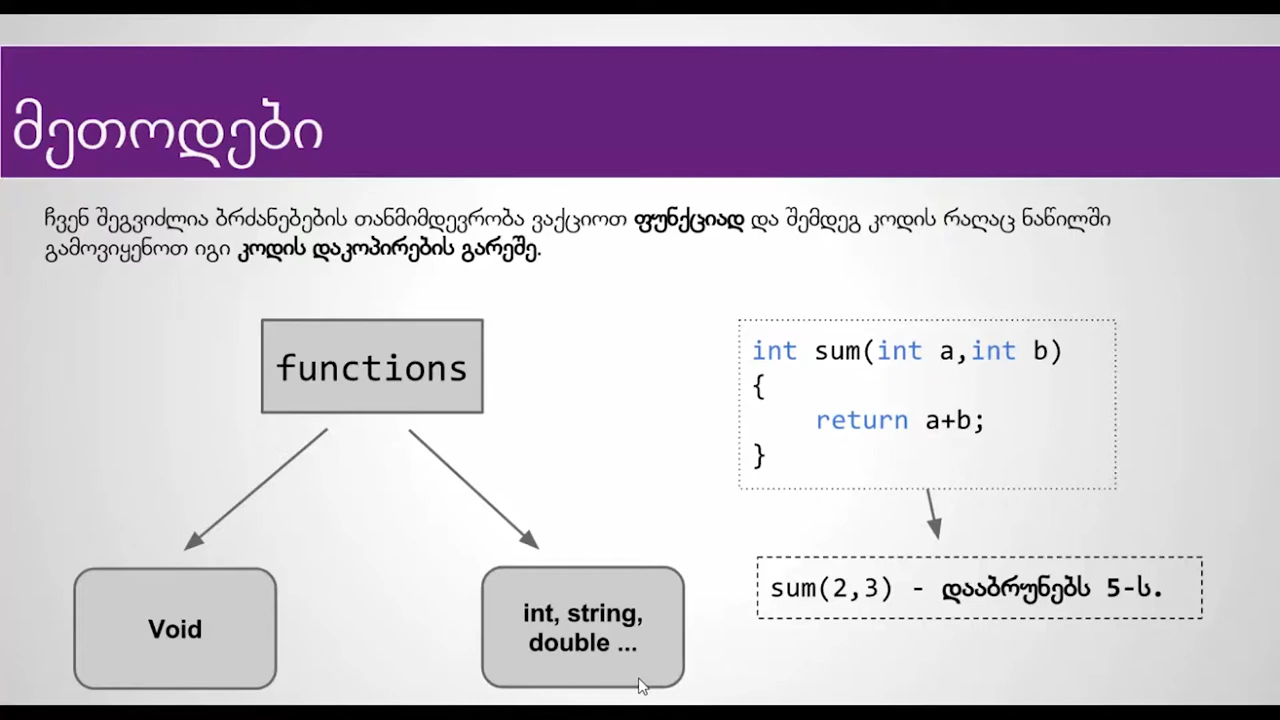 მეთოდები
ჩვენ შეგვიძლია ბრძანებების თანმიმდევრობა ვაქციოთ ფუნქციად და შემდეგ კოდის რაღაც ნაწილში
გამოვიყენოთ იგი კოდის დაკოპირების გარეშე.
functions
Void
int, string,
double ...
int sum(int a,int b)
{
return a+b;
}
sum(2,3) - დააბრუნებს 5-ს.